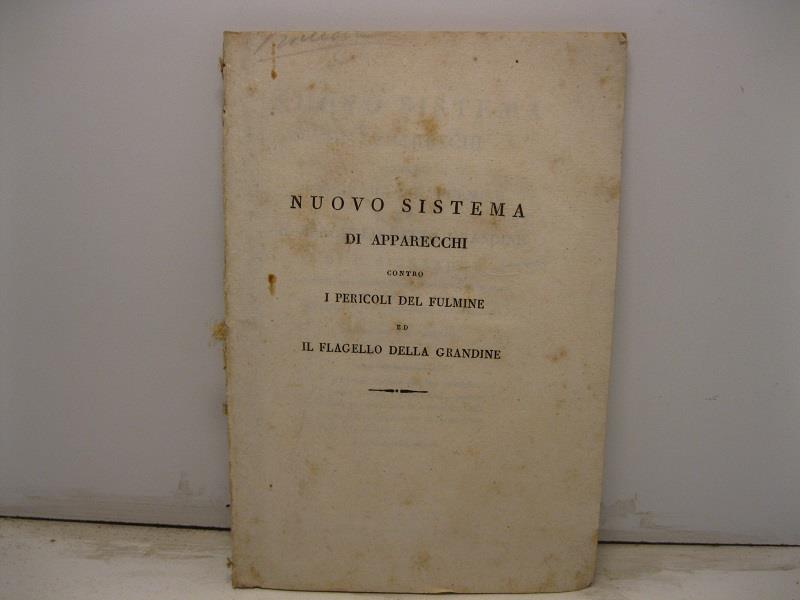 NUOVO SISTEMA
DI APPARECCHI
CONTRO
I PERICOLI DEL FULMINE
ED
IL FLAGELLO DELLA GRANDINE